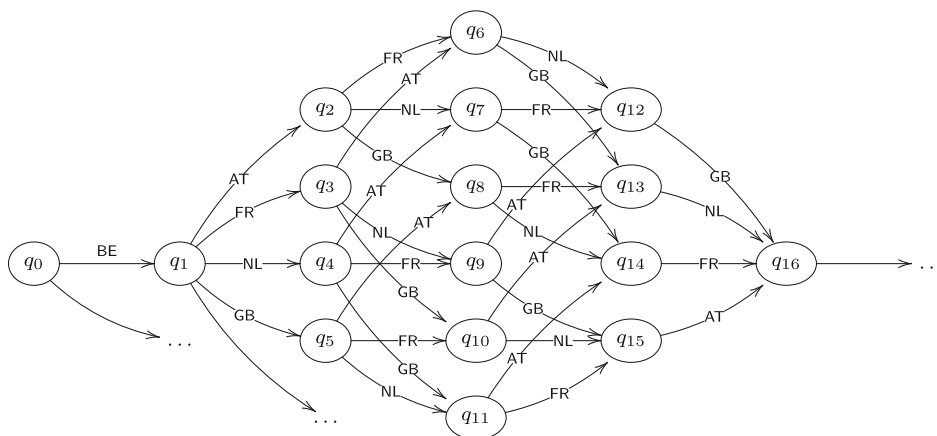 q6
FR
NL
AT
GB
q2
NL
q7
FR
q12
GB
GB
AT
q3
AT
q8
FR
q13
GB
FR
AT
AT
NL
NL
NL
q0
BE
q1
NL
q4
FR
q9
AT
q14
FR
q16
...
GB
GB
GB
AT
...
q5
FR
q10
NL
q15
GB
AT
NL
FR
...
q11